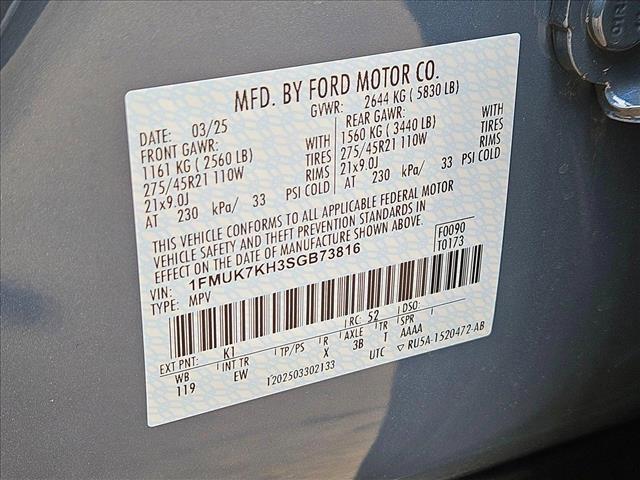 MFD. BY FORD MOTOR CO.
DATE: 03/25 GVWR: 2644 KG ( 5830 LB)
FRONT GAWR: REAR GAWR:
1161 KG ( 2560 LB) WITH 1560 KG ( 3440 LB) WITH
275/45R21 110W TIRES 275/45R21 110W TIRES
21x9.0J RIMS 21x9.0J RIMS
AT 230 kPa/ 33 PSI COLD AT 230 kPa/ 33 PSI COLD
THIS VEHICLE CONFORMS TO ALL APPLICABLE FEDERAL MOTOR
VEHICLE SAFETY AND THEFT PREVENTION STANDARDS IN
EFFECT ON THE DATE OF MANUFACTURE SHOWN ABOVE.
VIN: 1FMUK7KH3SGB73816 F0090
TYPE: MPV T0173
EXT PNT: K1 RC: 52 DSO:
WB INT TR TP/PS R AXLE TR SPR
119 EW X 3B 1 AAAA
1202503302133 UTC ▽ RU5A-1520472-AB